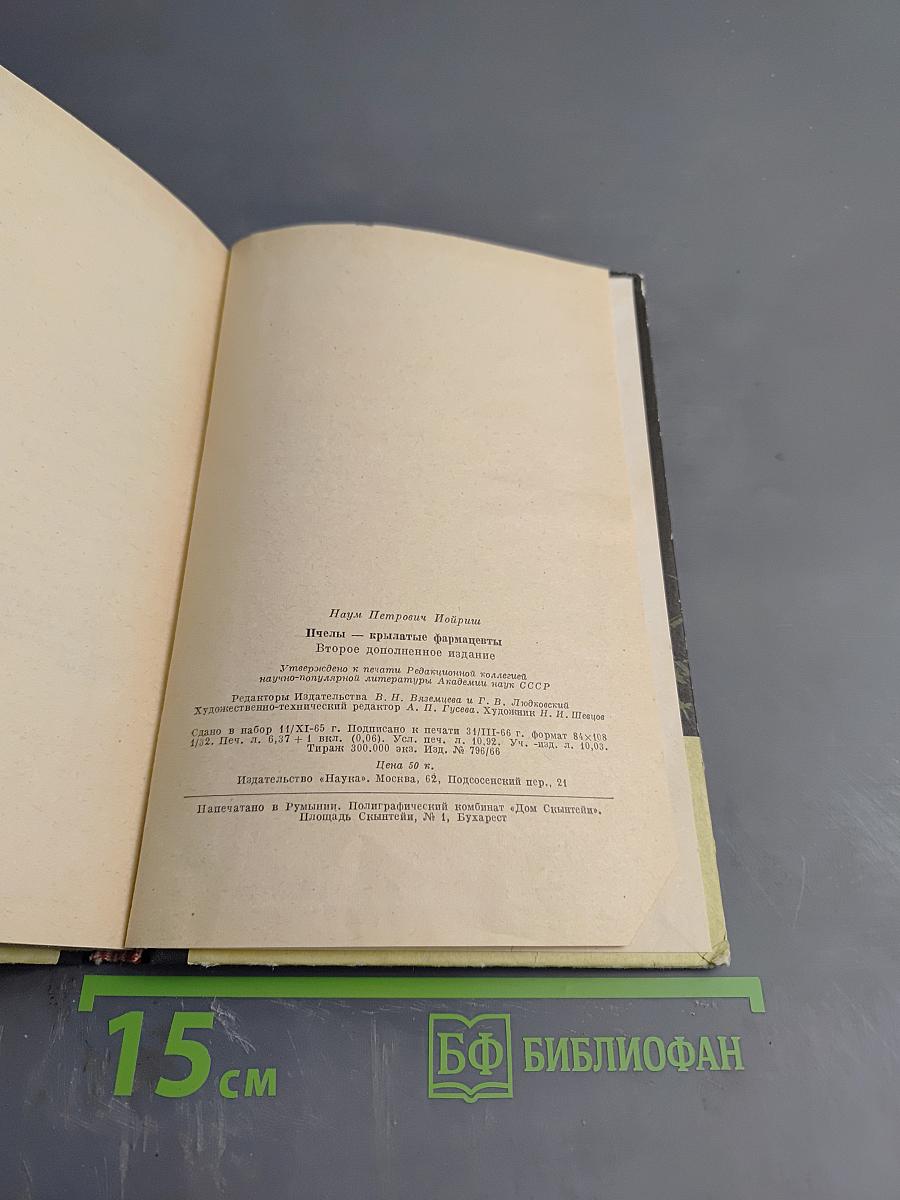 Наум Петрович Иойриш
Пчелы — крылатые фармацевты
Второе дополненное издание
Утверждено к печати Редакционной коллегией
научно-популярной литературы Академии наук СССР
Редакторы Издательства В. Н. Вяземцева и Г. В. Людковский
Художественно-технический редактор А. П. Гусева. Художник Н. И. Шевцов
Сдано в набор 11/XI-65 г. Подписано к печати 31/III-66 г. формат 84×108
1/32. Печ. л. 6,37 + 1 вкл. (0,06). Усл. печ. л. 10,92. Уч. -изд. л. 10,03.
Тираж 300.000 экз. Изд. № 796/66
Цена 50 к.
Издательство «Наука». Москва, 62, Подсосенский пер., 21
Напечатано в Румынии. Полиграфический комбинат «Дом Скынтейи».
Площадь Скынтейи, № 1, Бухарест
15 см
БФ БИБЛИОФАН